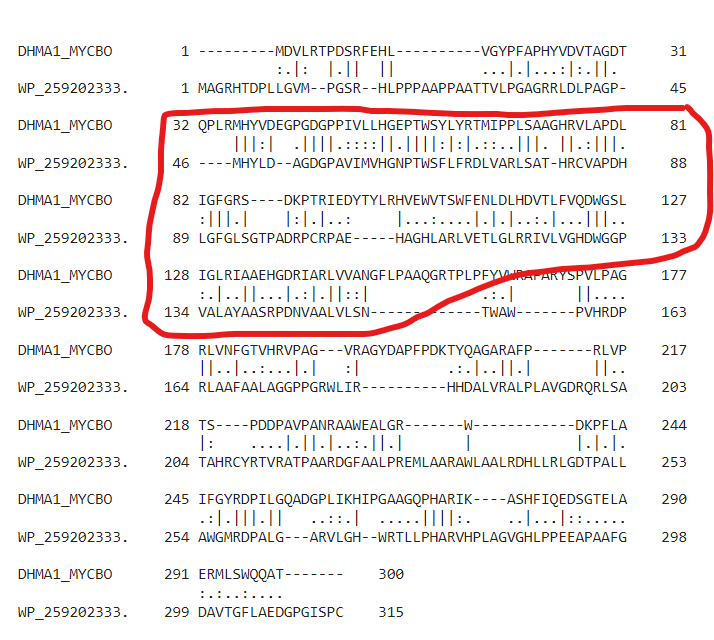 DHMA1_MYCBO 1 ---------MDVLRTPDSRFEHL----------VGYPFAPHYVDVTAGDT 31
:.|: |.|| || ...|.|...:|:.||.
WP_259202333. 1 MAGRHTDPLLGVM--PGSR--HLPPPAAPPAATTVLPGAGRRLDLPAGP- 45
DHMA1_MYCBO 32 QPLRMHYVDEGPGDGPPIVLLHGEPTWSYLYRTMIPPLSAAGHRVLAPDL 81
|||:| .||||.::::||.||||:|:|.::..|||. ||.:|||.
WP_259202333. 46 ----MHYLD--AGDGPAVIMVHGNPTWSFLFRDLVARLSAT-HRCVAPDH 88
DHMA1_MYCBO 82 IGFGRS----DKPTRIEDYTYLRHVEWVTSWFENLDLHDVTLFVQDWGSL 127
:|||.| |:|.|..: |...:....|.|.|..:.|...|||..
WP_259202333. 89 LGFGLSGTPADRPCRPAE-----HAGHLARLVETLGLRRIVLVGHDWGGP 133
DHMA1_MYCBO 128 IGLRIAAEHGDRIARLVVANGFLPAAQGRTPLPFYVWRAFARYSPVLPAG 177
:.|.||...|.:|.||::| .:.| ||....
WP_259202333. 134 VALAYAASRPDNVAALVLSN-------------TWAW-------PVHRDP 163
DHMA1_MYCBO 178 RLVNFGTVHRVPAG---VRAGYDAPFPDKTYQAGARAFP-------RLVP 217
||..|..:...|.| :| .:.|..||.| ||..
WP_259202333. 164 RLAAFAALAGGPPGRWLIR----------HHDALVRALPLAVGDRQRLSA 203
DHMA1_MYCBO 218 TS----PDDPAVPANRAAWEALGR-------W------------DKPFLA 244
|: ....|.||.|..:.||.| | |.|.|.
WP_259202333. 204 TAHRCYRTVRATPAARDGFAALPREMLAARAWLAALRDHLLRLGDTPALL 253
DHMA1_MYCBO 245 IFGYRDPILGQADGPLIKHIPGAAGQPHARIK----ASHFIQEDSGTELA 290
.:|.|||.|| ..::.| .....||||:. ..|...|::.....
WP_259202333. 254 AWGMRDPALG---ARVLGH--WRTLLPHARVHPLAGVGHLPPEEAPAAFG 298
DHMA1_MYCBO 291 ERMLSWQQAT------- 300
:..:...:....
WP_259202333. 299 DAVTGFLAEDGPGISPC 315